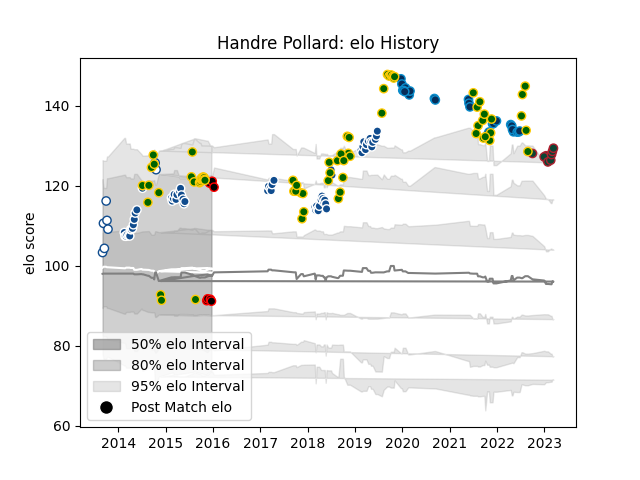 Handre Pollard: elo History
elo score
140
120
100
80
60
50% elo Interval
80% elo Interval
95% elo Interval
Post Match elo
2014 2015 2016 2017 2018 2019 2020 2021 2022 2023